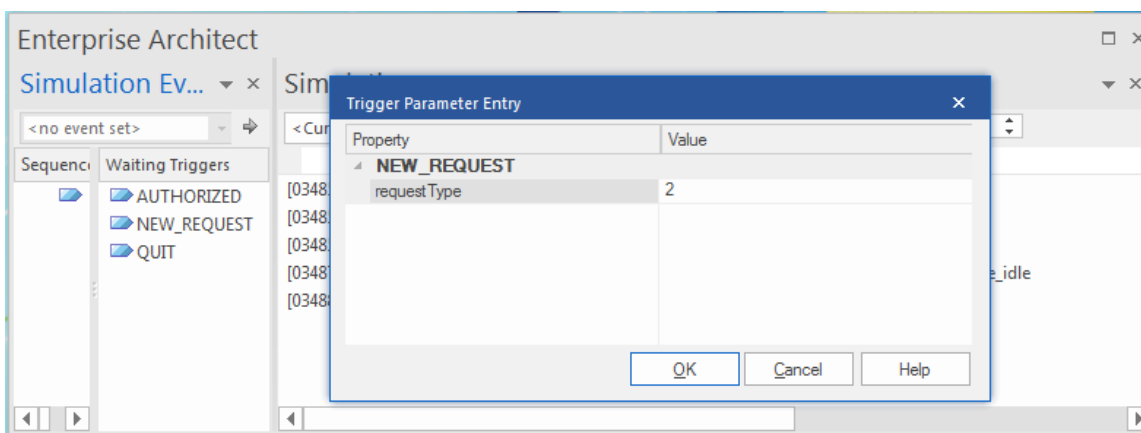 Enterprise Architect
Simulation Ev...
Sim
<no event set>
<Cur
Sequenc
Waiting Triggers
AUTHORIZED
NEW_REQUEST
QUIT
[0348
[0348
[0348
[0348
[0348
e_idle
Trigger Parameter Entry
Property Value
NEW_REQUEST
requestType 2
OK Cancel Help